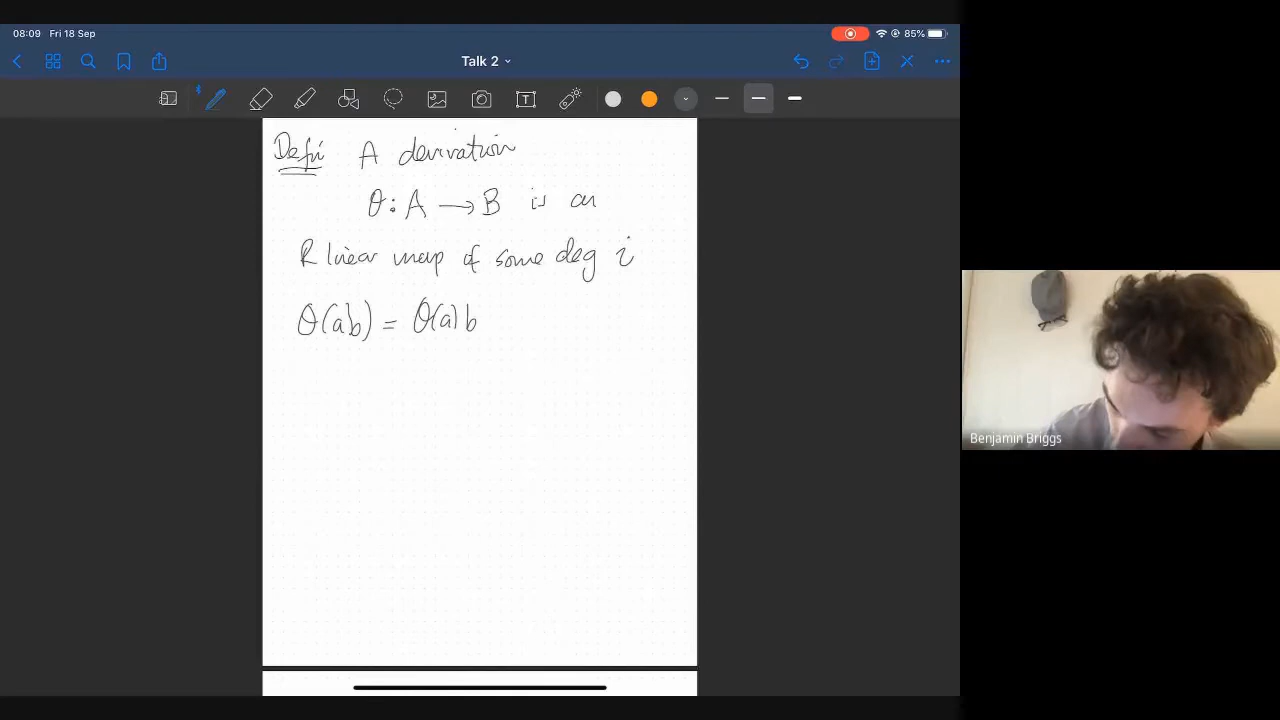 08:09 Fri 18 Sep
85%
Talk 2
Defn A derivation
θ: A → B is an
R linear map of some deg i
θ(ab) = θ(a)b
Benjamin Briggs